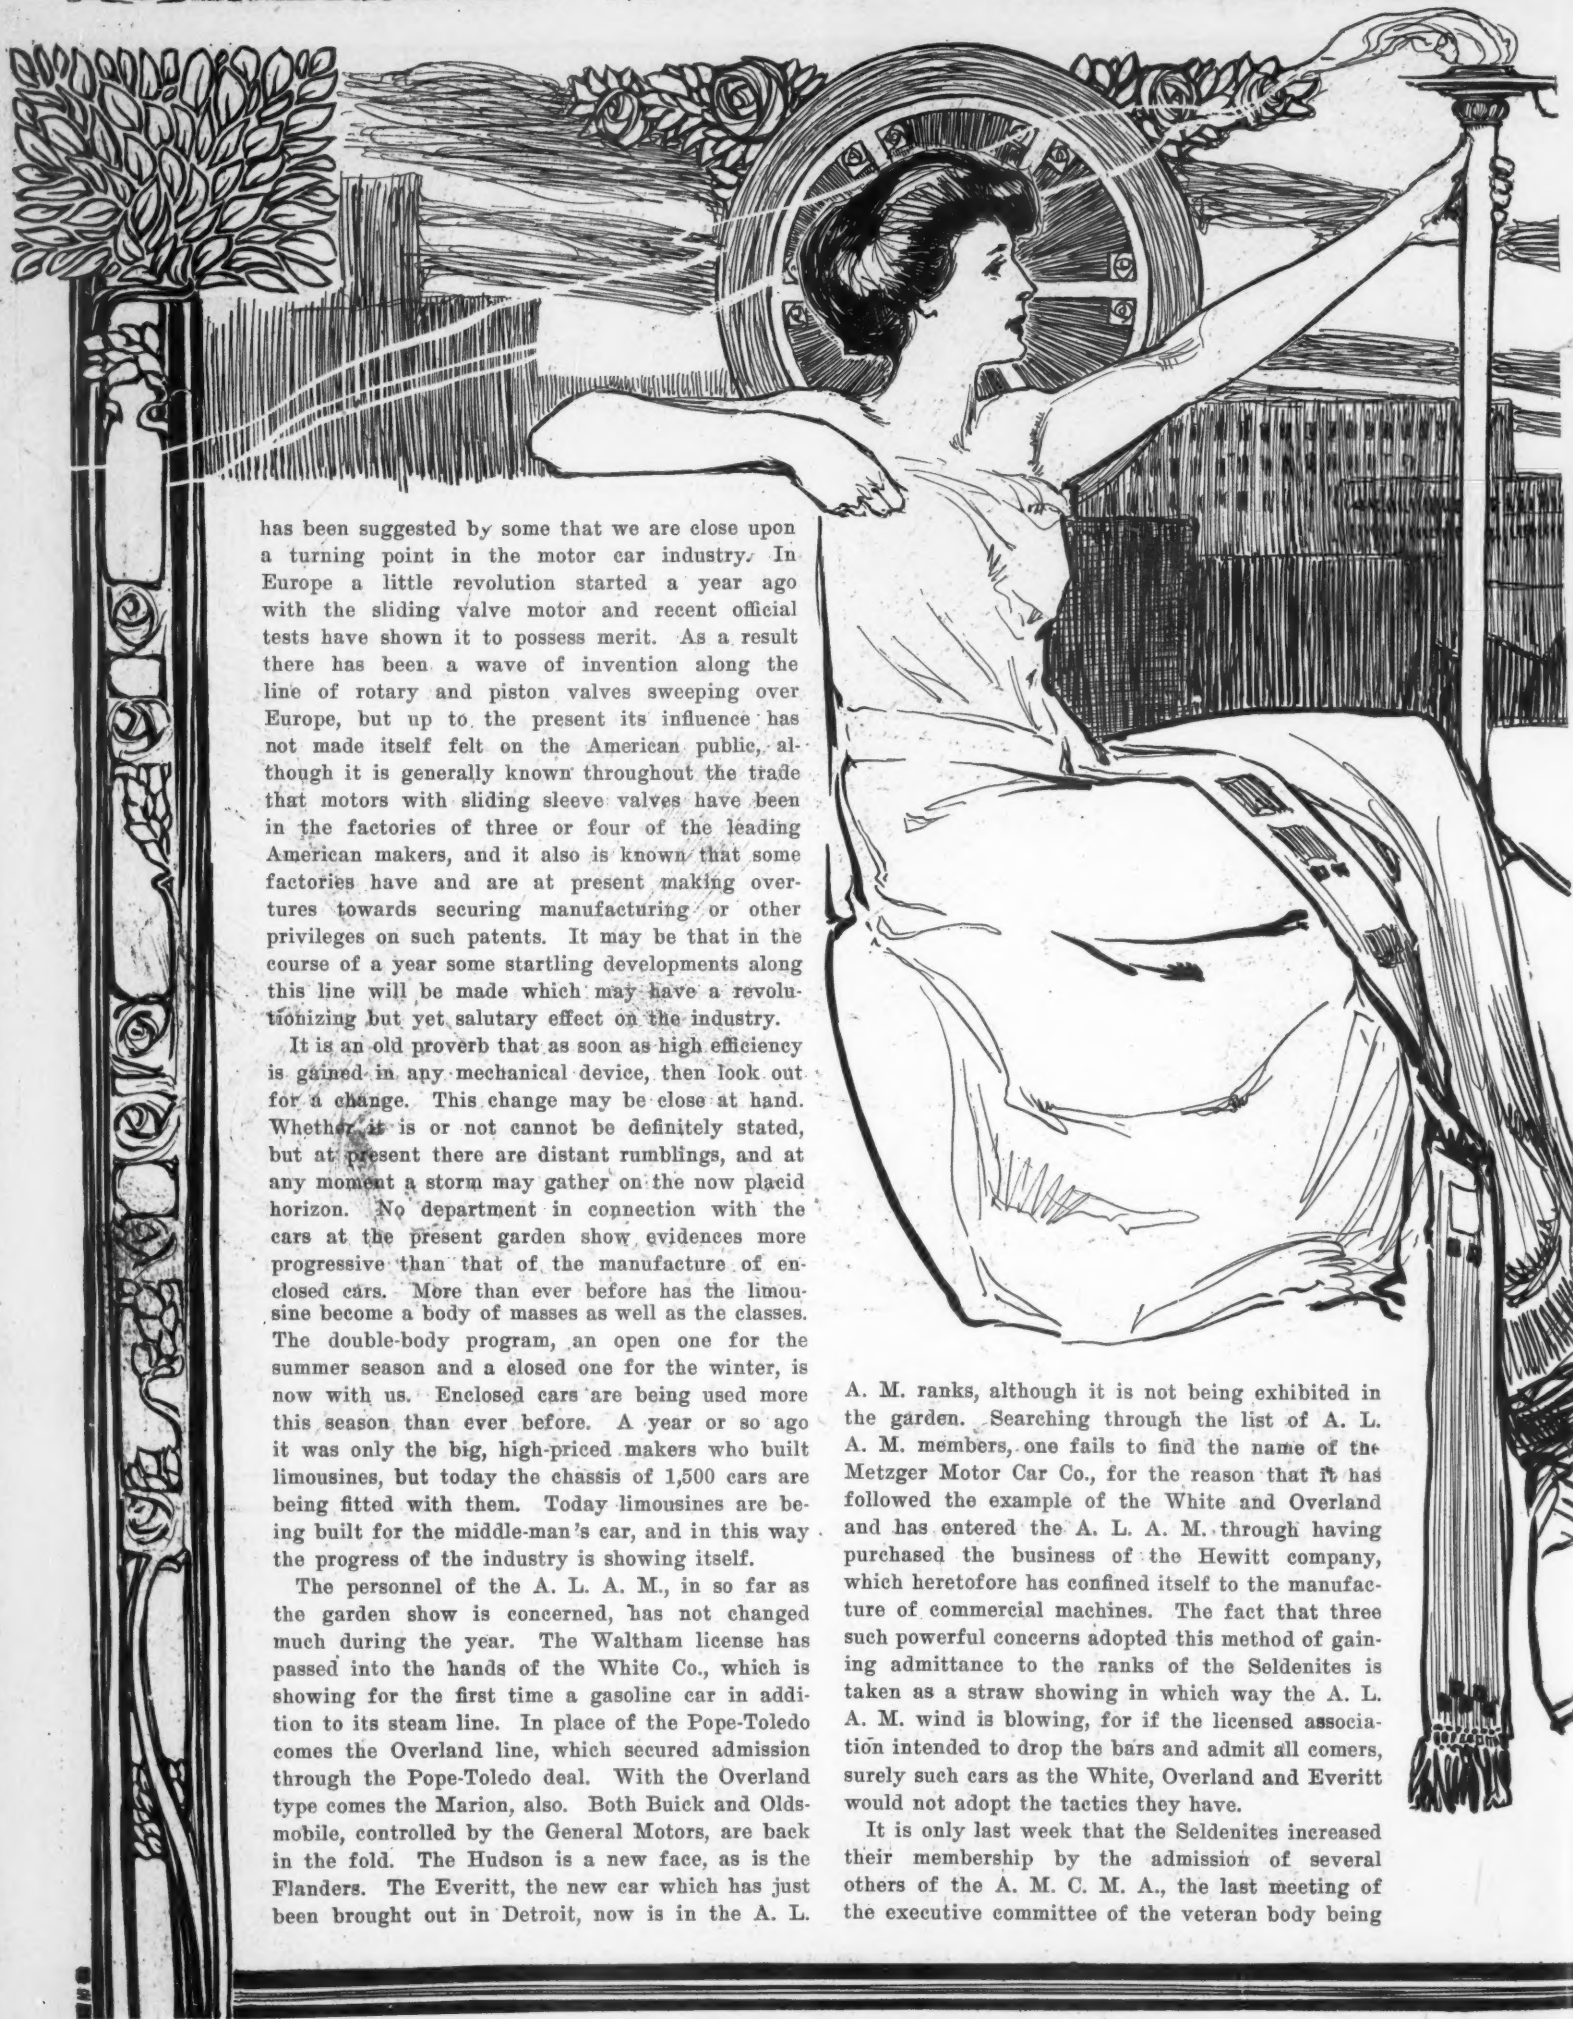 has been suggested by some that we are close upon
a turning point in the motor car industry. In
Europe a little revolution started a year ago
with the sliding valve motor and recent official
tests have shown it to possess merit. As a result
there has been a wave of invention along the
line of rotary and piston valves sweeping over
Europe, but up to the present its influence has
not made itself felt on the American public, al-
though it is generally known throughout the trade
that motors with sliding sleeve valves have been
in the factories of three or four of the leading
American makers, and it also is known that some
factories have and are at present making over-
tures towards securing manufacturing or other
privileges on such patents. It may be that in the
course of a year some startling developments along
this line will be made which may have a revolu-
tionizing but yet salutary effect on the industry.
It is an old proverb that as soon as high efficiency
is gained in any mechanical device, then look out
for a change. This change may be close at hand.
Whether it is or not cannot be definitely stated,
but at present there are distant rumblings, and at
any moment a storm may gather on the now placid
horizon. No department in connection with the
cars at the present garden show evidences more
progressive than that of the manufacture of en-
closed cars. More than ever before has the limou-
sine become a body of masses as well as the classes.
The double-body program, an open one for the
summer season and a closed one for the winter, is
now with us. Enclosed cars are being used more
this season than ever before. A year or so ago
it was only the big, high-priced makers who built
limousines, but today the chassis of 1,500 cars are
being fitted with them. Today limousines are be-
ing built for the middle-man's car, and in this way
the progress of the industry is showing itself.
The personnel of the A. L. A. M., in so far as
the garden show is concerned, has not changed
much during the year. The Waltham license has
passed into the hands of the White Co., which is
showing for the first time a gasoline car in addi-
tion to its steam line. In place of the Pope-Toledo
comes the Overland line, which secured admission
through the Pope-Toledo deal. With the Overland
type comes the Marion, also. Both Buick and Olds-
mobile, controlled by the General Motors, are back
in the fold. The Hudson is a new face, as is the
Flanders. The Everitt, the new car which has just
been brought out in Detroit, now is in the A. L.
A. M. ranks, although it is not being exhibited in
the garden. Searching through the list of A. L.
A. M. members, one fails to find the name of the
Metzger Motor Car Co., for the reason that it has
followed the example of the White and Overland
and has entered the A. L. A. M. through having
purchased the business of the Hewitt company,
which heretofore has confined itself to the manufac-
ture of commercial machines. The fact that three
such powerful concerns adopted this method of gain-
ing admittance to the ranks of the Seldenites is
taken as a straw showing in which way the A. L.
A. M. wind is blowing, for if the licensed associa-
tion intended to drop the bars and admit all comers,
surely such cars as the White, Overland and Everitt
would not adopt the tactics they have.
It is only last week that the Seldenites increased
their membership by the admission of several
others of the A. M. C. M. A., the last meeting of
the executive committee of the veteran body being